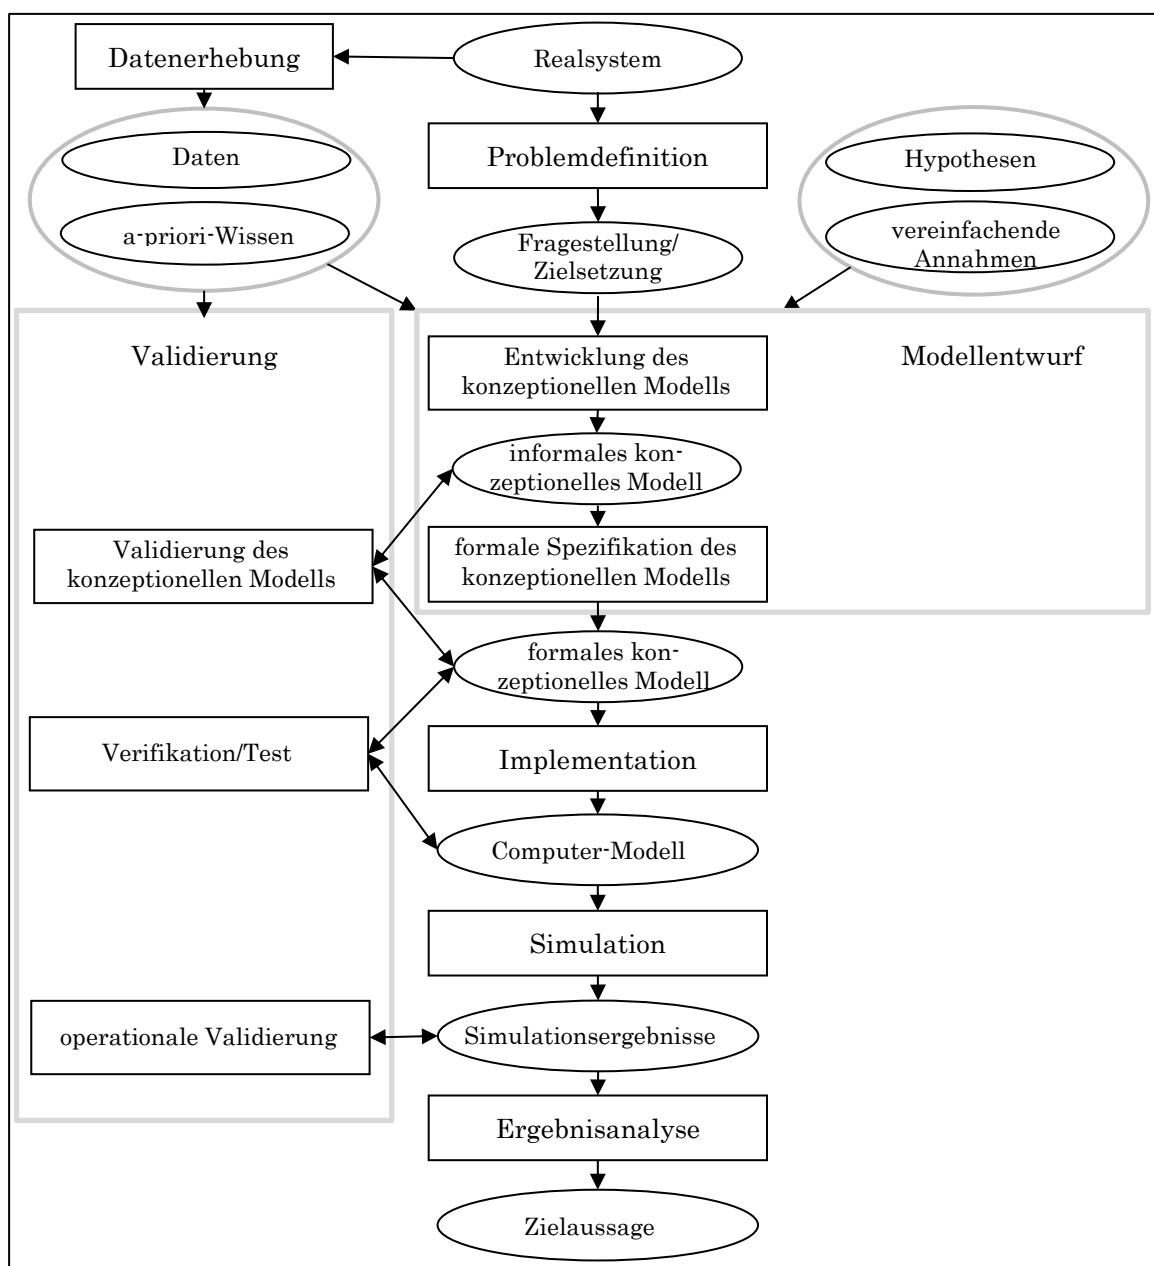 Datenerhebung
Realsystem
Daten
a-priori-Wissen
Problemdefinition
Hypothesen
vereinfachende
Annahmen
Fragestellung/
Zielsetzung
Validierung
Entwicklung des
konzeptionellen Modells
Modellentwurf
informales kon-
zeptionelles Modell
Validierung des
konzeptionellen Modells
formale Spezifikation des
konzeptionellen Modells
formales kon-
zeptionelles Modell
Verifikation/Test
Implementation
Computer-Modell
Simulation
operationale Validierung
Simulationsergebnisse
Ergebnisanalyse
Zielaussage